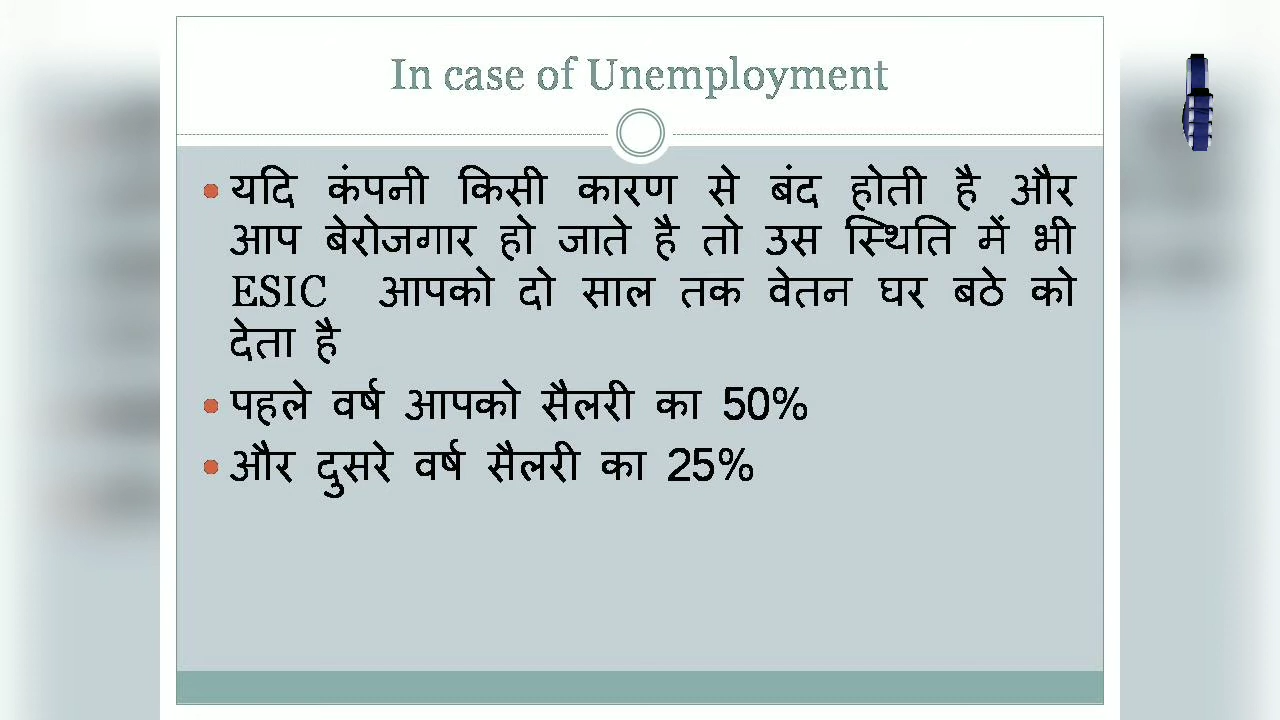 In case of Unemployment
यदि कंपनी किसी कारण से बंद होती है और
आप बेरोजगार हो जाते है तो उस स्थिति में भी
ESIC आपको दो साल तक वेतन घर बठे को
देता है
पहले वर्ष आपको सैलरी का 50%
और दुसरे वर्ष सैलरी का 25%